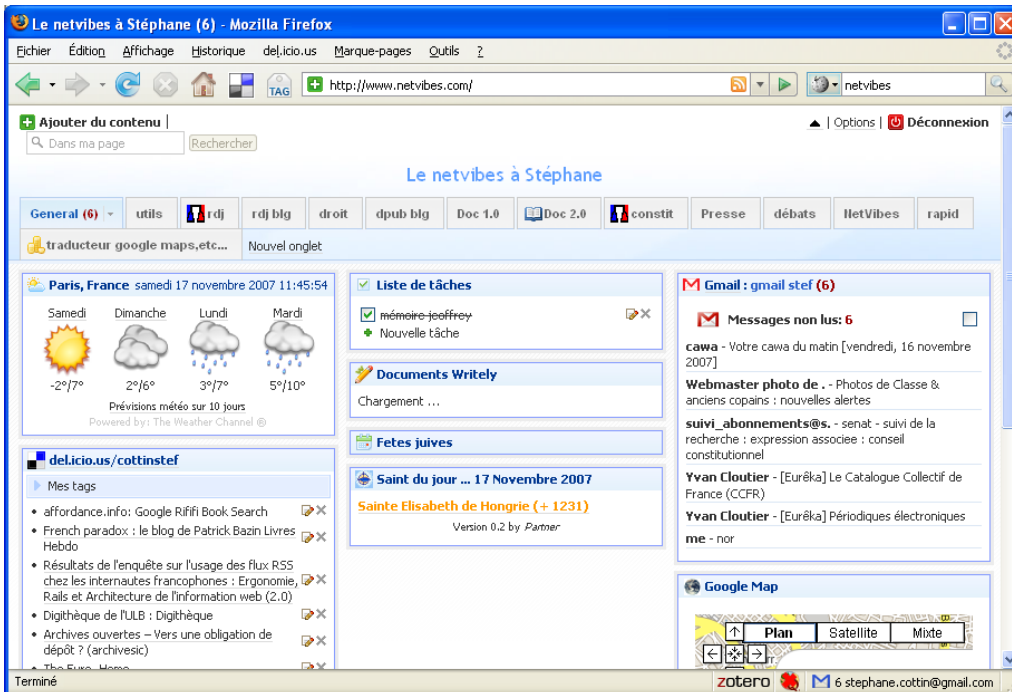 Le netvibes à Stéphane (6) - Mozilla Firefox
Fichier Édition Affichage Historique del.icio.us Marque-pages Outils ?
TAG http://www.netvibes.com/ netvibes
Ajouter du contenu | | Options | Déconnexion
Dans ma page Rechercher
Le netvibes à Stéphane
General (6) utils rdj rdj blg droit dpub blg Doc 1.0 Doc 2.0 constit Presse débats NetVibes rapid
traducteur google maps,etc... Nouvel onglet
Paris, France samedi 17 novembre 2007 11:45:54
Samedi Dimanche Lundi Mardi
-2°/7° 2°/6° 3°/7° 5°/10°
Prévisions météo sur 10 jours
Powered by: The Weather Channel ®
del.icio.us/cottinstef
Mes tags
• affordance.info: Google Rififi Book Search
• French paradox : le blog de Patrick Bazin Livres
Hebdo
• Résultats de l'enquête sur l'usage des flux RSS
chez les internautes francophones : Ergonomie,
Rails et Architecture de l'information web (2.0)
• Digithèque de l'ULB : Digithèque
• Archives ouvertes – Vers une obligation de
dépôt ? (archivesic)
Liste de tâches
mémoire jeoffrey
Nouvelle tâche
Documents Writely
Chargement ...
Fetes juives
Saint du jour ... 17 Novembre 2007
Sainte Elisabeth de Hongrie (+ 1231)
Version 0.2 by Partner
Gmail : gmail stef (6)
Messages non lus: 6
cawa - Votre cawa du matin [vendredi, 16 novembre
2007]
Webmaster photo de . - Photos de Classe &
anciens copains : nouvelles alertes
suivi_abonnements@s. - senat - suivi de la
recherche : expression associee : conseil
constitutionnel
Yvan Cloutier - [Eurêka] Le Catalogue Collectif de
France (CCFR)
Yvan Cloutier - [Eurêka] Périodiques électroniques
me - nor
Google Map
Plan Satellite Mixte
Terminé zotero 6 stephane.cottin@gmail.com